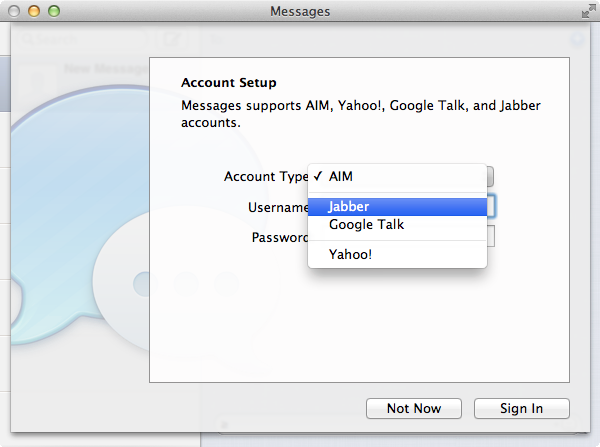 Messages
Search
New Message
Account Setup
Messages supports AIM, Yahoo!, Google Talk, and Jabber
accounts.
Account Type
✓ AIM
Username
Jabber
Google Talk
Password
Yahoo!
Not Now
Sign In